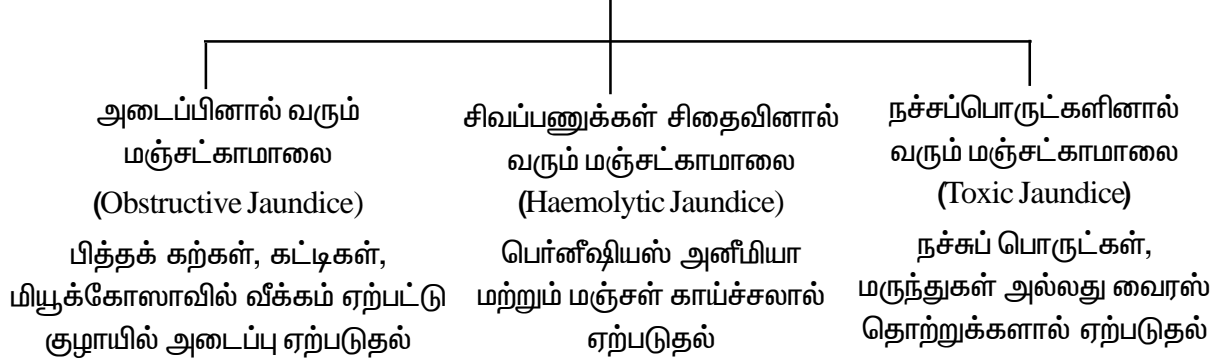 அடைப்பினால் வரும்
மஞ்சட்காமாலை
(Obstructive Jaundice)
பித்தக் கற்கள், கட்டிகள்,
மியூக்கோஸாவில் வீக்கம் ஏற்பட்டு
குழாயில் அடைப்பு ஏற்படுதல்
சிவப்பணுக்கள் சிதைவினால்
வரும் மஞ்சட்காமாலை
(Haemolytic Jaundice)
பெர்னீஷியஸ் அனீமியா
மற்றும் மஞ்சள் காய்ச்சலால்
ஏற்படுதல்
நச்சப்பொருட்களினால்
வரும் மஞ்சட்காமாலை
(Toxic Jaundice)
நச்சுப் பொருட்கள்,
மருந்துகள் அல்லது வைரஸ்
தொற்றுக்களால் ஏற்படுதல்